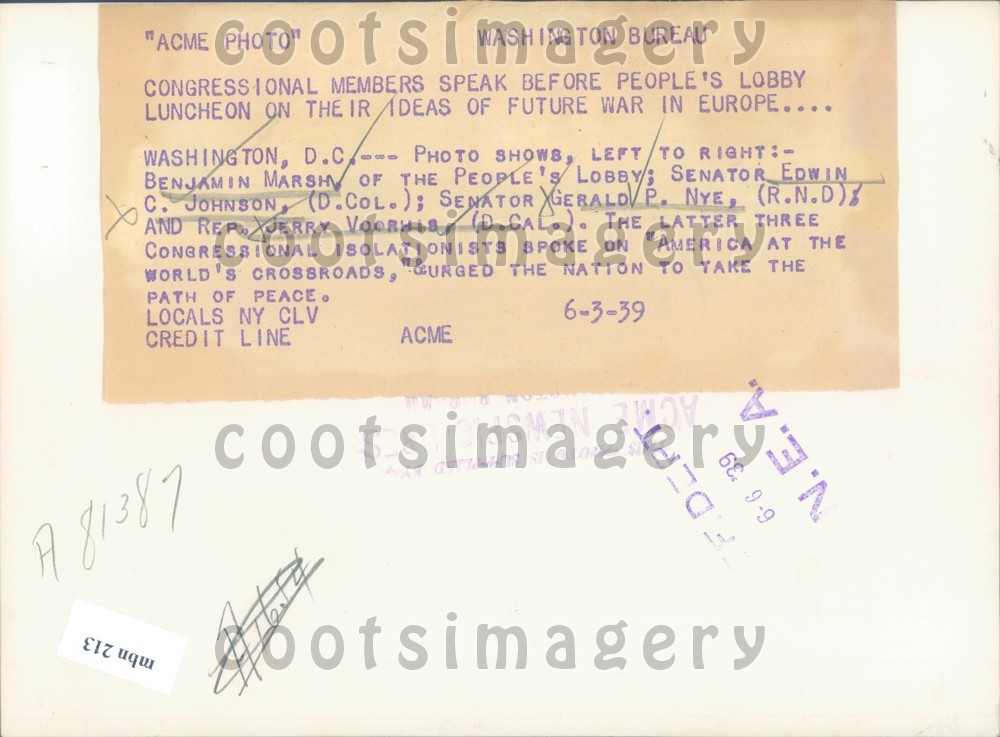 "ACME PHOTO" WASHINGTON BUREAU
cootsimagery
CONGRESSIONAL MEMBERS SPEAK BEFORE PEOPLE'S LOBBY
LUNCHEON ON THEIR IDEAS OF FUTURE WAR IN EUROPE....
WASHINGTON, D.C.--- PHOTO SHOWS, LEFT TO RIGHT:-
BENJAMIN MARSH, OF THE PEOPLE'S LOBBY; SENATOR EDWIN
C. JOHNSON, (D.COL.); SENATOR GERALD P. NYE, (R.N.D);
AND REP. JERRY VOORHIS, (D.CAL.). THE LATTER THREE
cootsimagery
CONGRESSIONAL ISOLATIONISTS SPOKE ON "AMERICA AT THE
WORLD'S CROSSROADS," & URGED THE NATION TO TAKE THE
PATH OF PEACE.
LOCALS NY CLV 6-3-39
CREDIT LINE ACME
ACME
cootsimagery
N.E.A.
6-6 '39
A 81387
cootsimagery
mbn 213